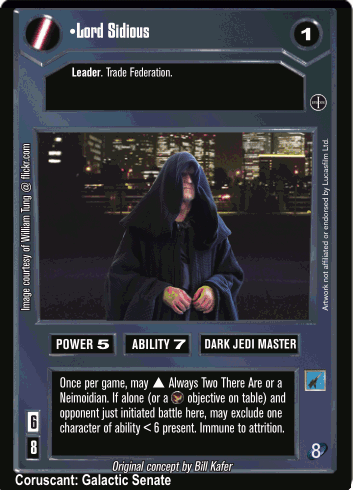 •Lord Sidious
1
Leader. Trade Federation.
Image courtesy of William Tung @ flickr.com
Artwork not affiliated or endorsed by Lucasfilm Ltd.
POWER 5
ABILITY 7
DARK JEDI MASTER
Once per game, may ▲ Always Two There Are or a
Neimoidian. If alone (or a objective on table) and
opponent just initiated battle here, may exclude one
character of ability < 6 present. Immune to attrition.
6
8
8
Original concept by Bill Kafer
Coruscant: Galactic Senate